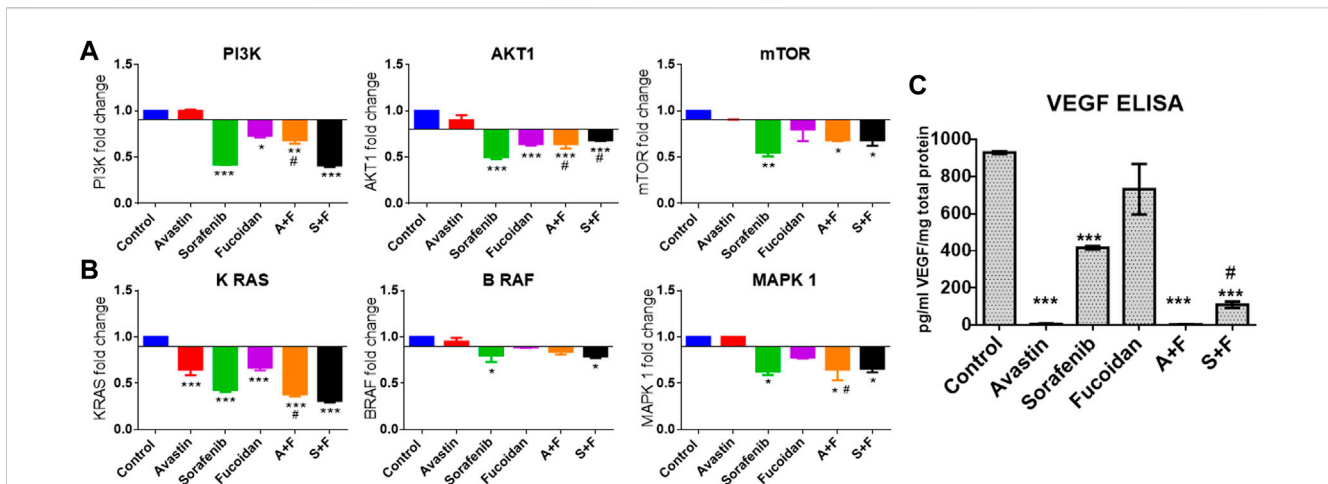 A
PI3K
PI3K fold change
1.5
1.0
0.5
0.0
***
*
**
#
***
Control
Avastin
Sorafenib
Fucoidan
A+F
S+F
AKT1
AKT1 fold change
1.5
1.0
0.5
0.0
***
***
***
#
***
#
Control
Avastin
Sorafenib
Fucoidan
A+F
S+F
mTOR
mTOR fold change
1.5
1.0
0.5
0.0
**
*
*
Control
Avastin
Sorafenib
Fucoidan
A+F
S+F
B
K RAS
KRAS fold change
1.5
1.0
0.5
0.0
***
***
***
***
#
***
Control
Avastin
Sorafenib
Fucoidan
A+F
S+F
B RAF
BRAF fold change
1.5
1.0
0.5
0.0
*
*
Control
Avastin
Sorafenib
Fucoidan
A+F
S+F
MAPK 1
MAPK 1 fold change
1.5
1.0
0.5
0.0
*
* #
*
Control
Avastin
Sorafenib
Fucoidan
A+F
S+F
C
VEGF ELISA
pg/ml VEGF/mg total protein
1000
800
600
400
200
0
***
***
***
#
***
Control
Avastin
Sorafenib
Fucoidan
A+F
S+F